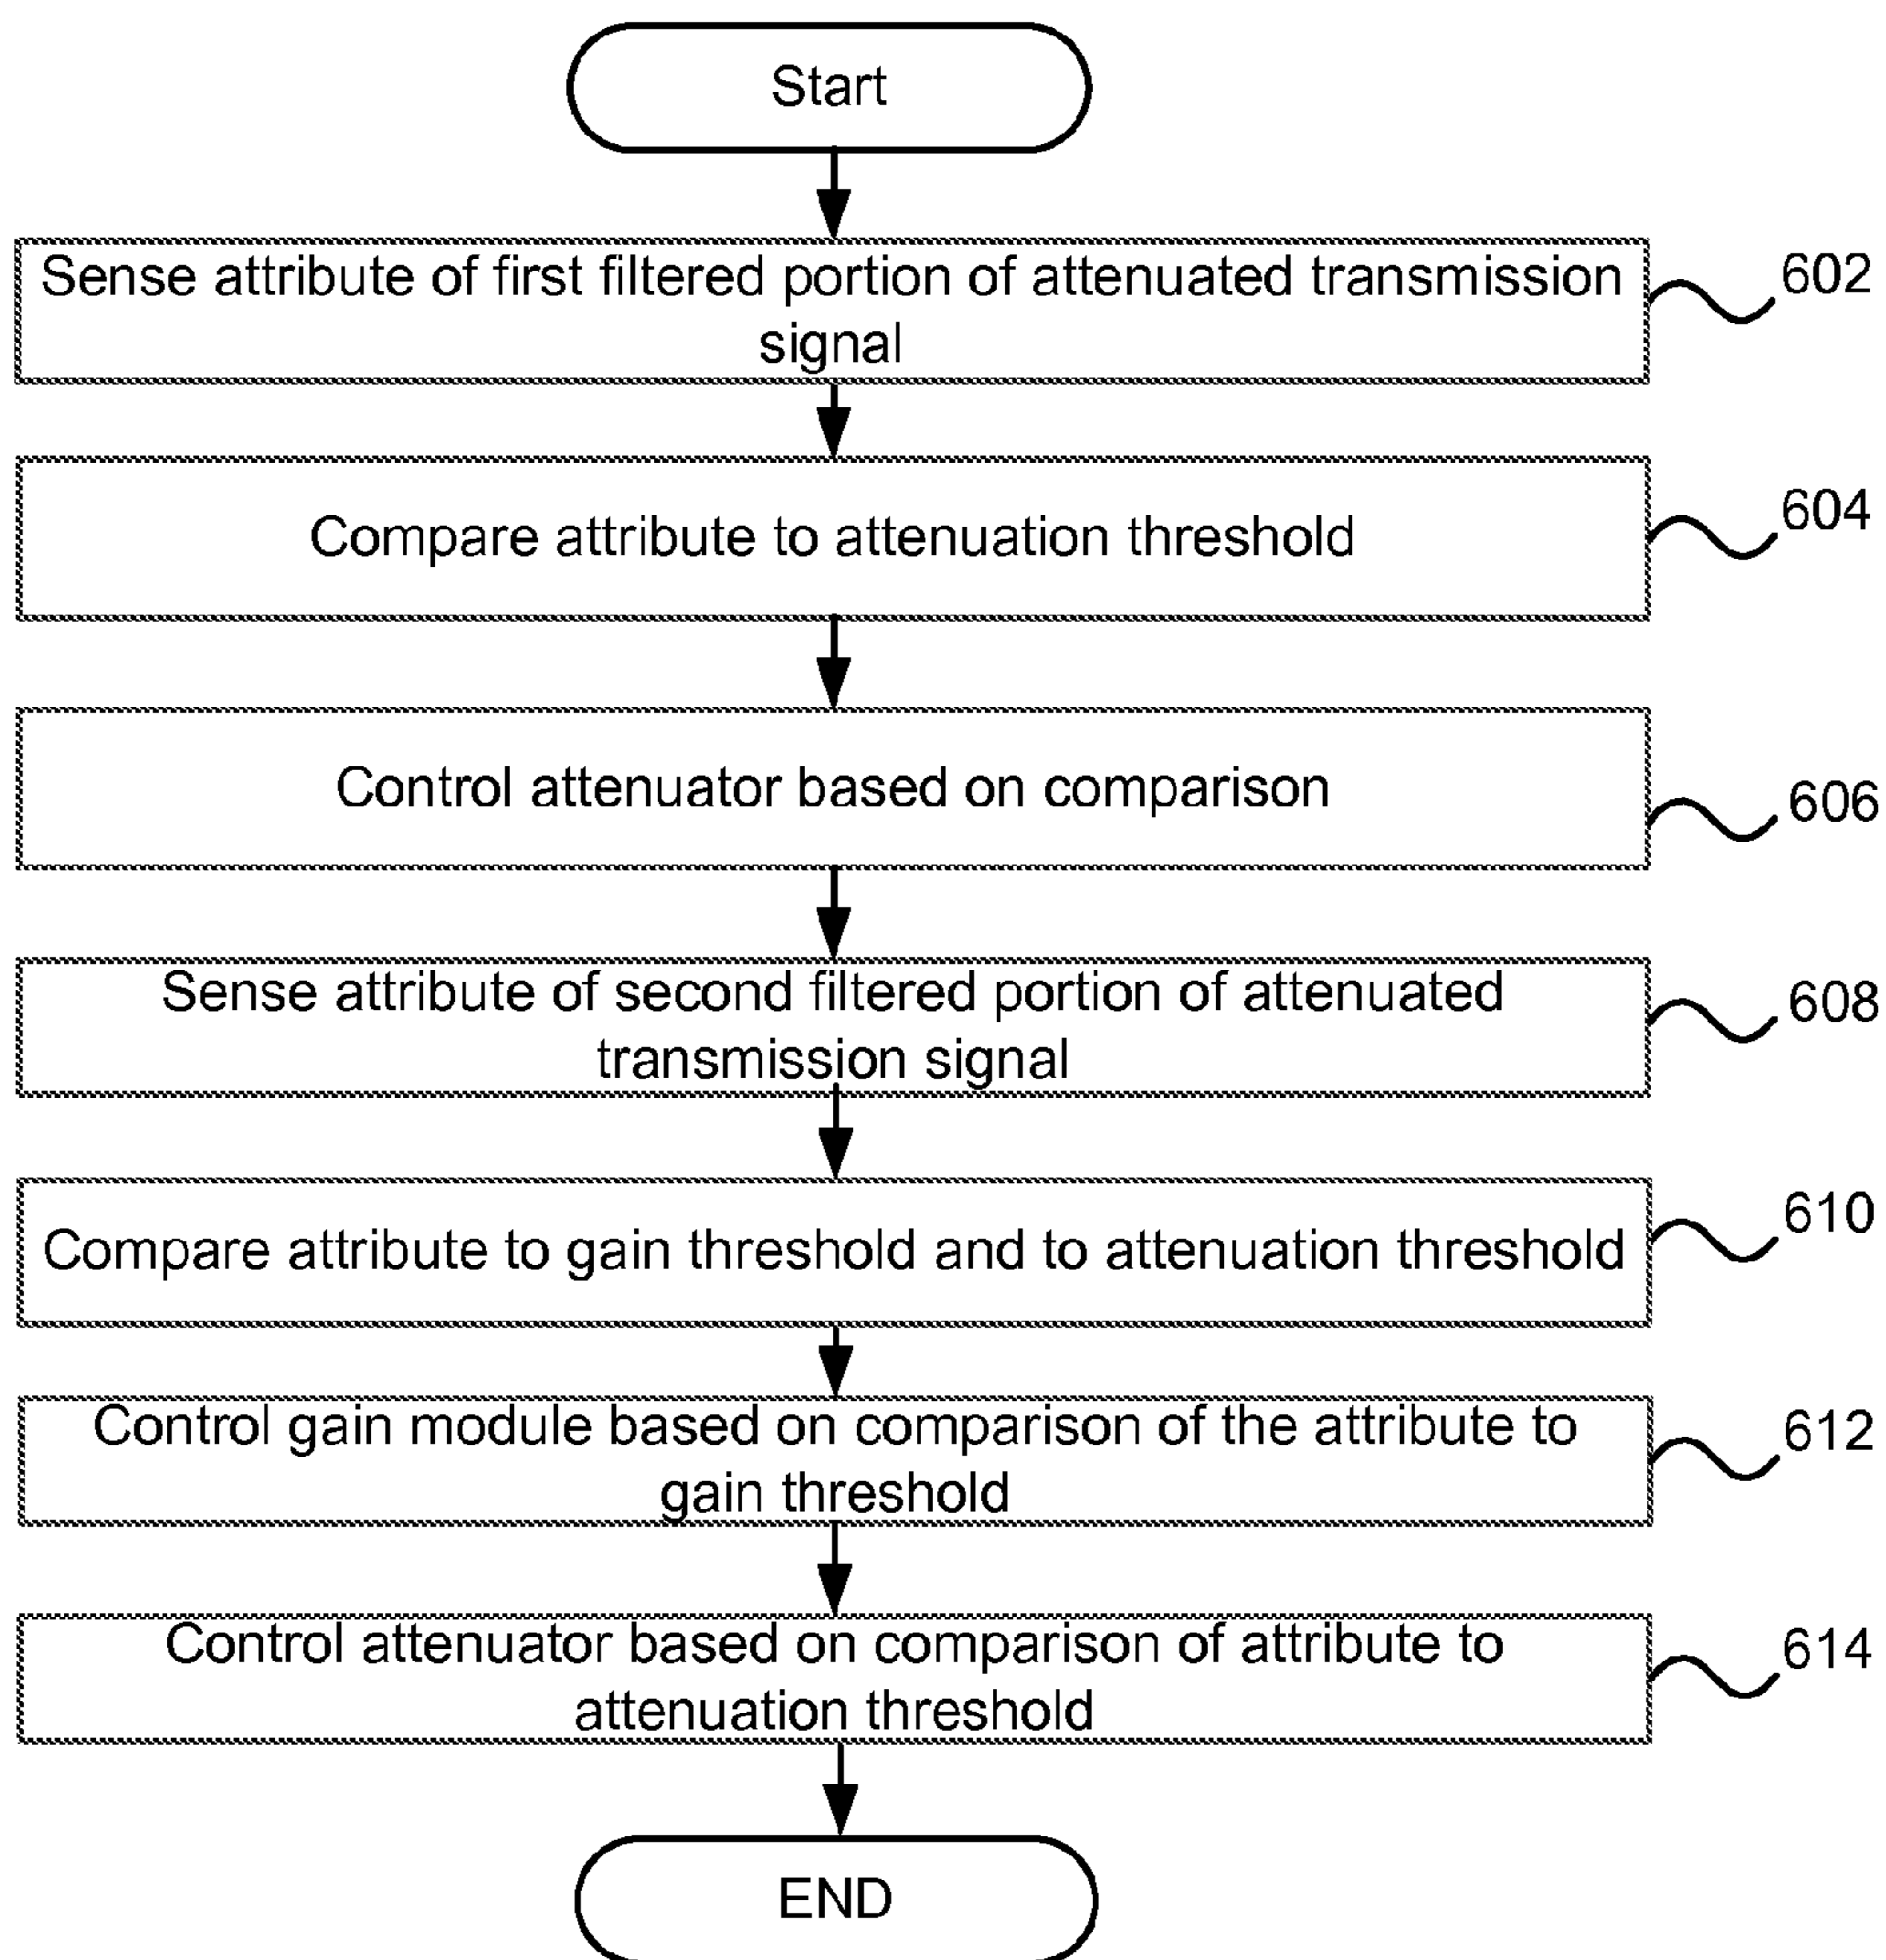 Start
Sense attribute of first filtered portion of attenuated transmission
signal
602
Compare attribute to attenuation threshold
604
Control attenuator based on comparison
606
Sense attribute of second filtered portion of attenuated
transmission signal
608
Compare attribute to gain threshold and to attenuation threshold
610
Control gain module based on comparison of the attribute to
gain threshold
612
Control attenuator based on comparison of attribute to
attenuation threshold
614
END